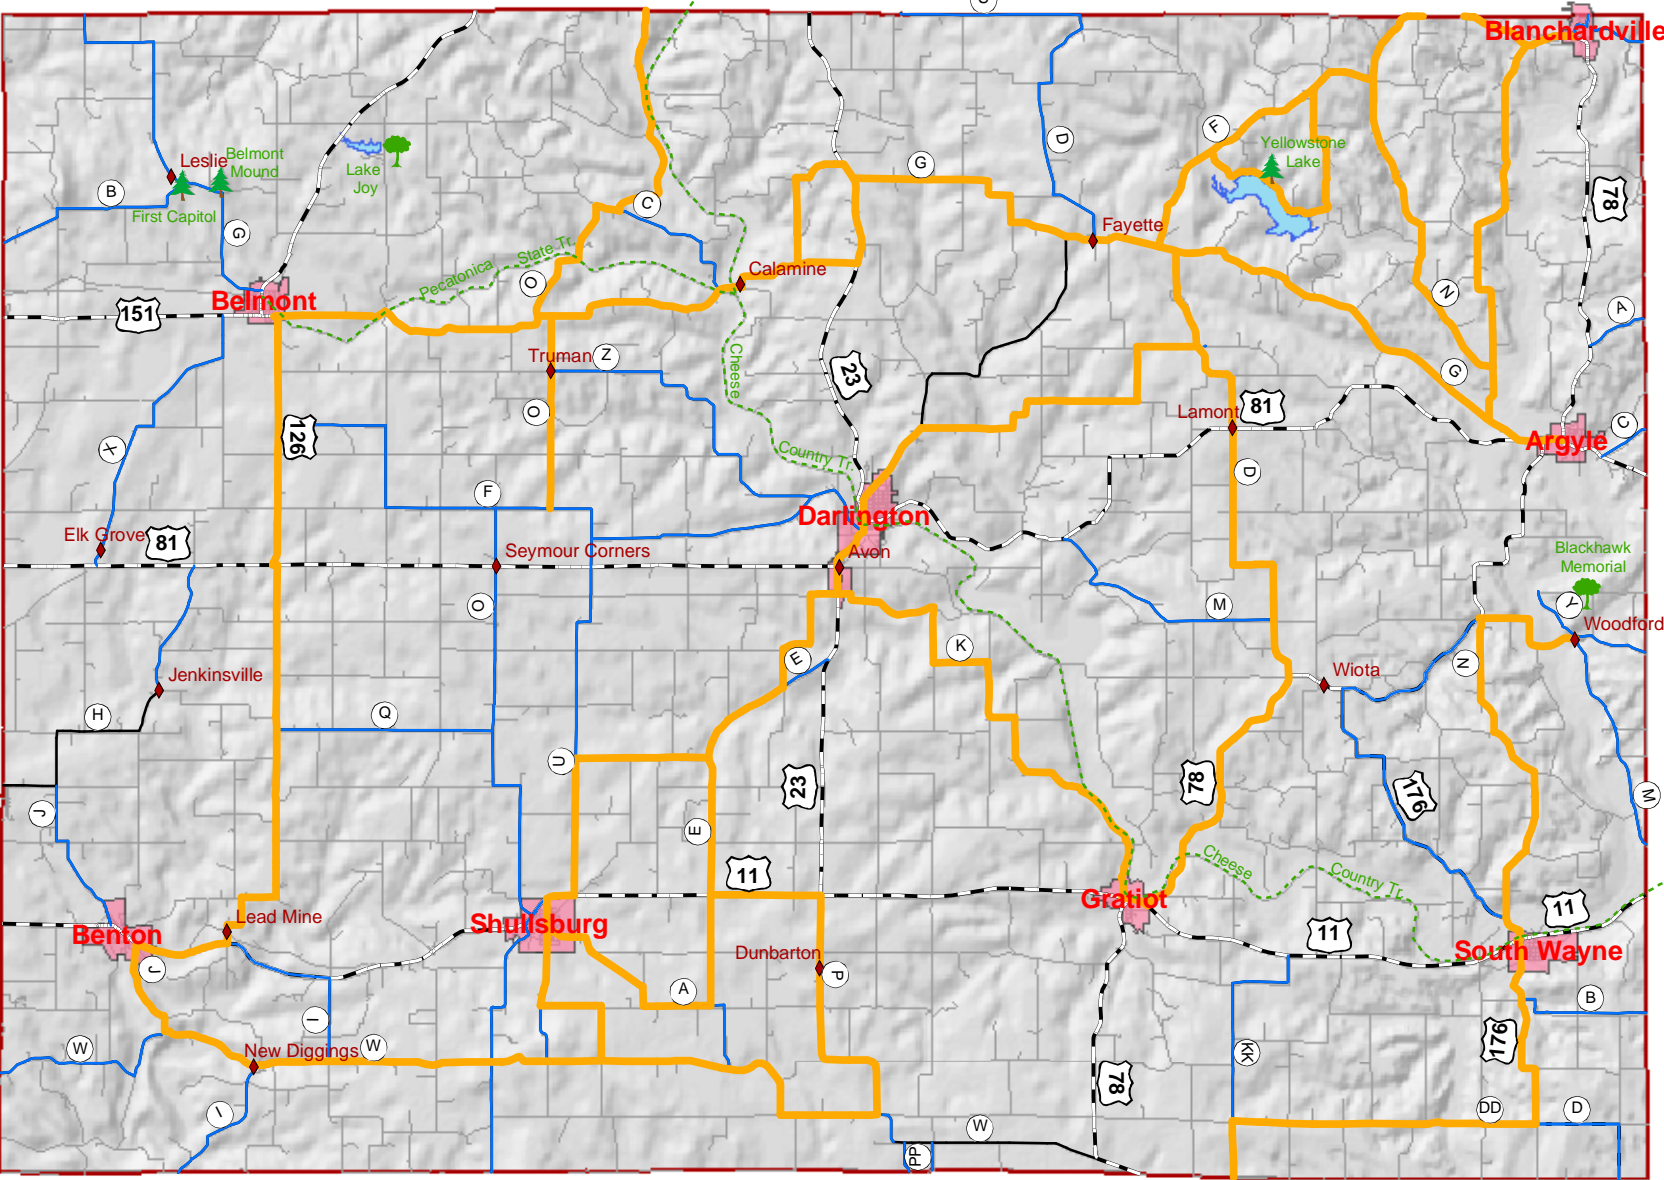 Blanchardville
F
D
Yellowstone
Lake
Leslie
Belmont
Mound
Lake
Joy
G
B
First Capitol
C
78
Fayette
G
State Tr.
Pecatonica
Calamine
O
Belmont
151
N
A
Truman
Z
Cheese
23
G
O
126
Lamont
81
X
Country Tr.
C
Argyle
D
F
Darlington
Elk Grove
81
Seymour Corners
Avon
Blackhawk
Memorial
O
M
Y
Woodford
E
K
N
Jenkinsville
Wiota
H
Q
U
23
78
176
M
J
E
11
Cheese
Country Tr.
Gratiot
Lead Mine
Shullsburg
11
Benton
11
South Wayne
J
Dunbarton
P
A
B
I
176
W
New Diggings
W
KK
78
I
DD
D
W
PP